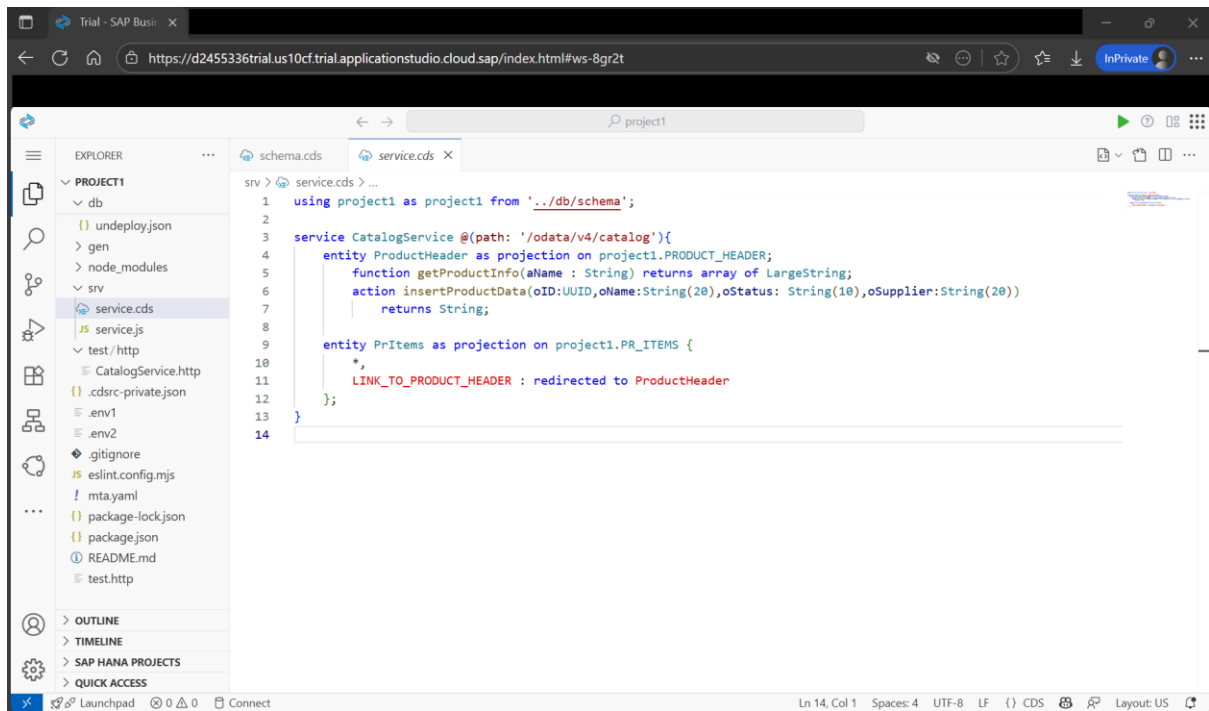 Trial - SAP Busin
https://d2455336trial.us10cf.trial.applicationstudio.cloud.sap/index.html#ws-8gr2t
InPrivate
project1
EXPLORER
schema.cds
service.cds
PROJECT1
db
{} undeploy.json
gen
node_modules
srv
service.cds
JS service.js
test/http
CatalogService.http
{} .cdsrc-private.json
.env1
.env2
.gitignore
JS eslint.config.mjs
! mta.yaml
{} package-lock.json
{} package.json
README.md
test.http
OUTLINE
TIMELINE
SAP HANA PROJECTS
QUICK ACCESS
srv > service.cds > ...
1 using project1 as project1 from '../db/schema';
2
3 service CatalogService @(path: '/odata/v4/catalog'){
4 entity ProductHeader as projection on project1.PRODUCT_HEADER;
5 function getProductInfo(aName : String) returns array of LargeString;
6 action insertProductData(oID:UUID,oName:String(20),oStatus: String(10),oSupplier:String(20))
7 returns String;
8
9 entity PrItems as projection on project1.PR_ITEMS {
10 *,
11 LINK_TO_PRODUCT_HEADER : redirected to ProductHeader
12 };
13 }
14
Launchpad 0 0 Connect
Ln 14, Col 1 Spaces: 4 UTF-8 LF {} CDS Layout: US